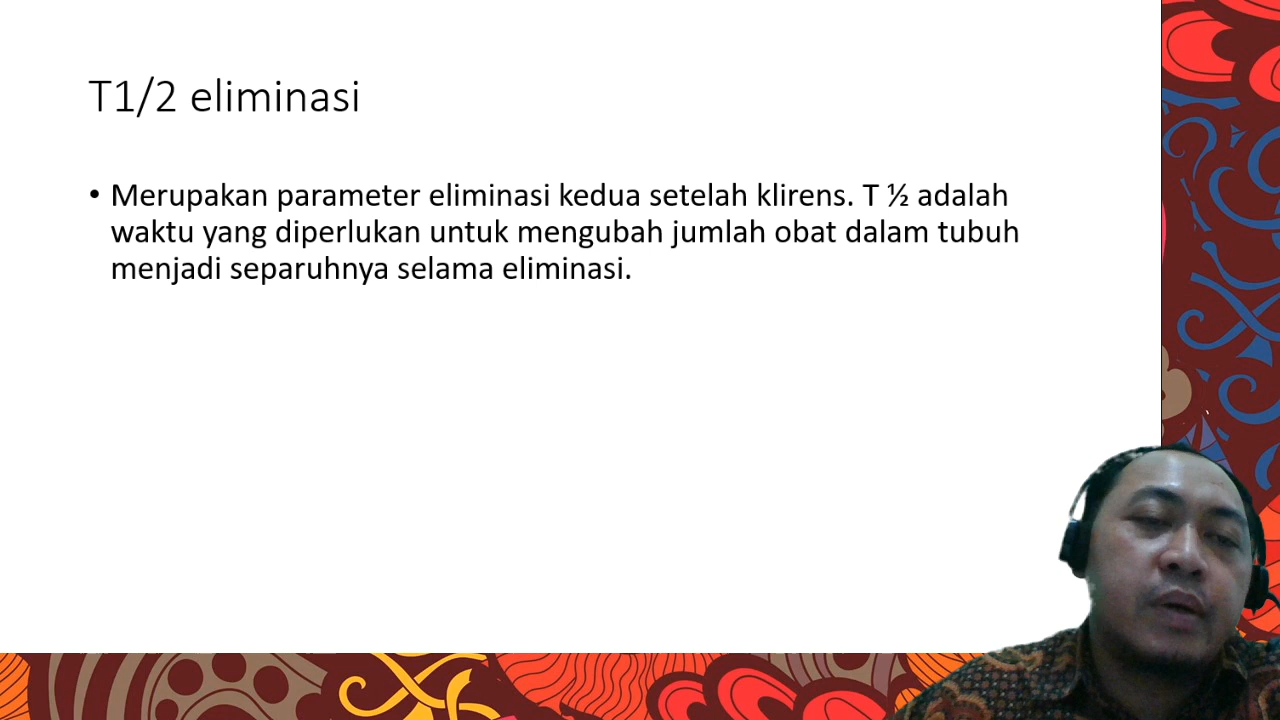 T1/2 eliminasi
• Merupakan parameter eliminasi kedua setelah klirens. T ½ adalah
waktu yang diperlukan untuk mengubah jumlah obat dalam tubuh
menjadi separuhnya selama eliminasi.